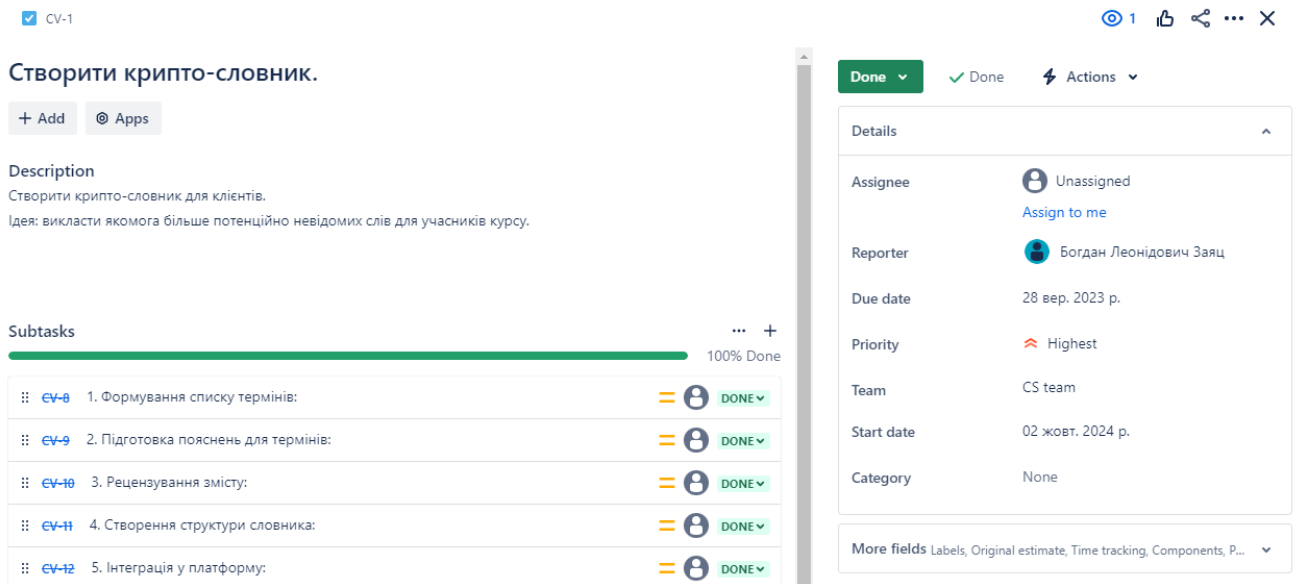 CV-1
1
Створити крипто-словник.
+ Add
Apps
Description
Створити крипто-словник для клієнтів.
Ідея: викласти якомога більше потенційно невідомих слів для учасників курсу.
Subtasks
100% Done
CV-8 1. Формування списку термінів: DONE
CV-9 2. Підготовка пояснень для термінів: DONE
CV-10 3. Рецензування змісту: DONE
CV-11 4. Створення структури словника: DONE
CV-12 5. Інтеграція у платформу: DONE
Done
Done
Actions
Details
Assignee Unassigned
Assign to me
Reporter Богдан Леонідович Заяц
Due date 28 вер. 2023 р.
Priority Highest
Team CS team
Start date 02 жовт. 2024 р.
Category None
More fields Labels, Original estimate, Time tracking, Components, P...